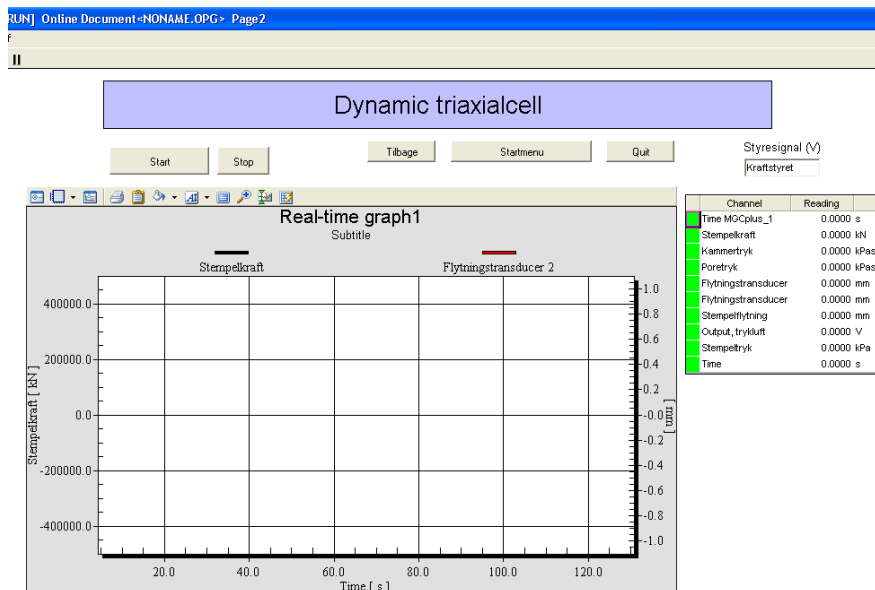 RUN] Online Document<NONAME.OPG> Page2
f
Dynamic triaxialcell
Start
Stop
Tilbage
Startmenu
Quit
Styresignal (V)
Kraftstyret
Real-time graph1
Subtitle
Stempelkraft
Flytningstransducer 2
Stempelkraft [ kN ]
400000.0
200000.0
0.0
-200000.0
-400000.0
1.0
0.8
0.6
0.4
0.2
-0.0
-0.2
-0.4
-0.6
-0.8
-1.0
[ mm ]
20.0 40.0 60.0 80.0 100.0 120.0
Time [ s ]
Channel Reading
Time MGCplus_1 0.0000 s
Stempelkraft 0.0000 kN
Kammertryk 0.0000 kPas
Poretryk 0.0000 kPas
Flytningstransducer 0.0000 mm
Flytningstransducer 0.0000 mm
Stempelflytning 0.0000 mm
Output, trykluft 0.0000 V
Stempeltryk 0.0000 kPa
Time 0.0000 s